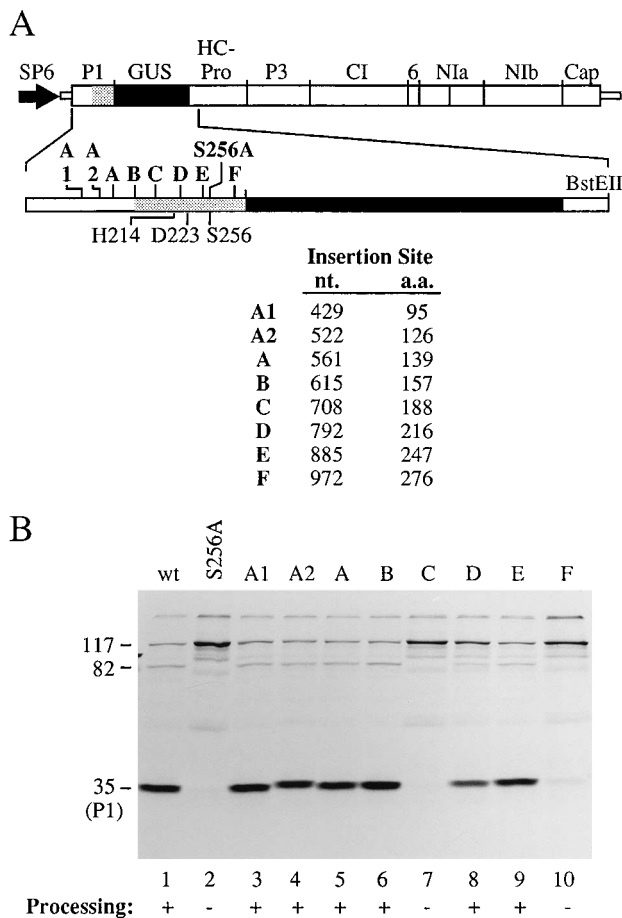 A
HC-
SP6 P1 GUS Pro P3 CI 6 NIa NIb Cap
A A S256A
1 2 A B C D E F
BstEII
H214 D223 S256
Insertion Site
nt. a.a.
A1 429 95
A2 522 126
A 561 139
B 615 157
C 708 188
D 792 216
E 885 247
F 972 276
B
wt S256A A1 A2 A B C D E F
117
82
35
(P1)
1 2 3 4 5 6 7 8 9 10
Processing: + - + + + + - + + -